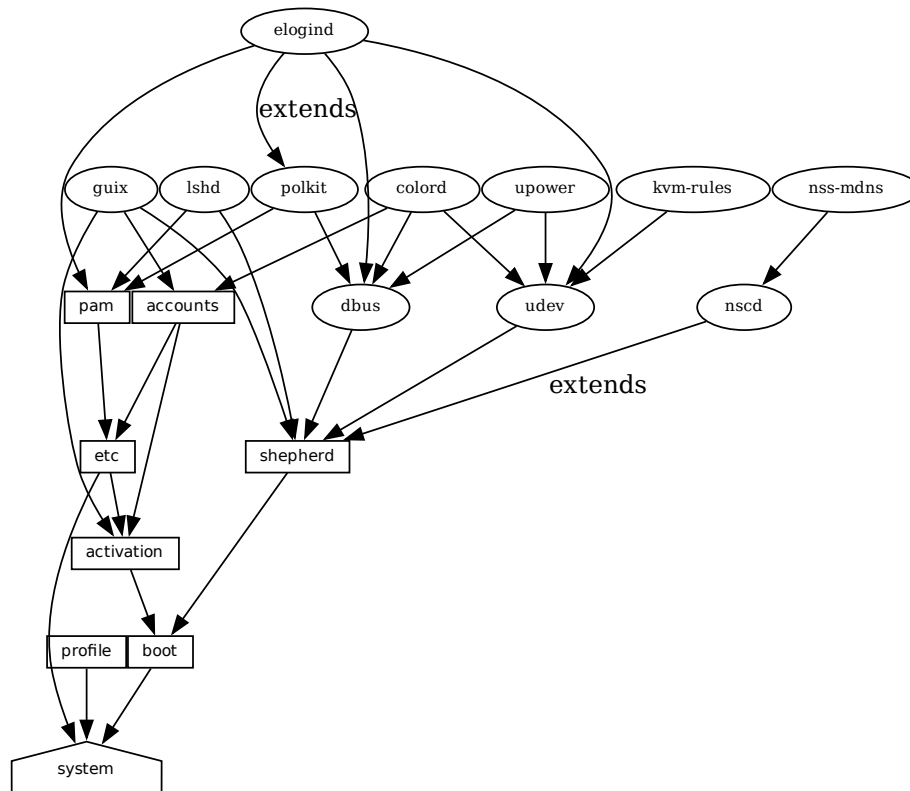 elogind
extends
guix
lshd
polkit
colord
upower
kvm-rules
nss-mdns
pam
accounts
dbus
udev
nscd
extends
etc
shepherd
activation
profile
boot
system